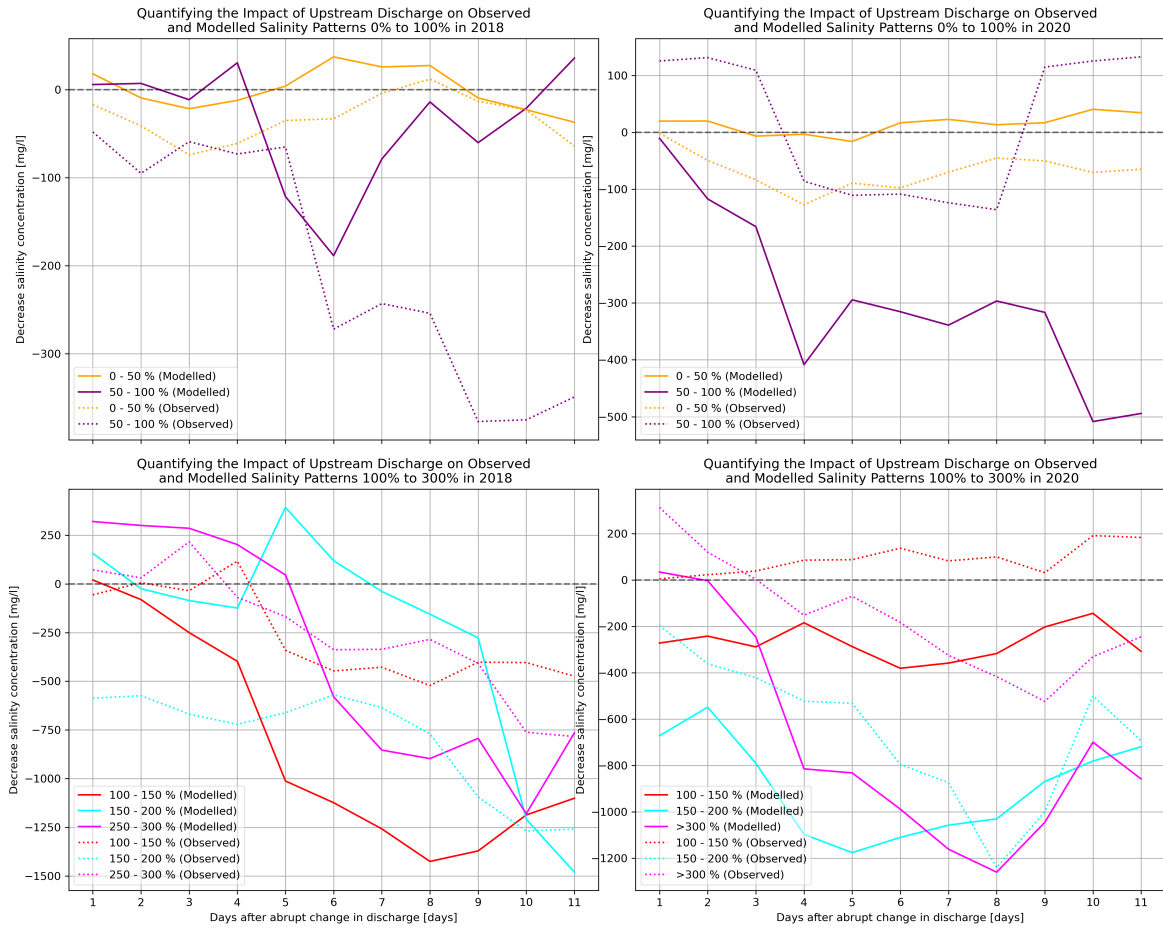 Quantifying the Impact of Upstream Discharge on Observed
and Modelled Salinity Patterns 0% to 100% in 2018
Decrease salinity concentration [mg/l]
0
−100
−200
−300
0 - 50 % (Modelled)
50 - 100 % (Modelled)
0 - 50 % (Observed)
50 - 100 % (Observed)
Quantifying the Impact of Upstream Discharge on Observed
and Modelled Salinity Patterns 0% to 100% in 2020
Decrease salinity concentration [mg/l]
100
0
−100
−200
−300
−400
−500
0 - 50 % (Modelled)
50 - 100 % (Modelled)
0 - 50 % (Observed)
50 - 100 % (Observed)
Quantifying the Impact of Upstream Discharge on Observed
and Modelled Salinity Patterns 100% to 300% in 2018
Decrease salinity concentration [mg/l]
250
0
−250
−500
−750
−1000
−1250
−1500
100 - 150 % (Modelled)
150 - 200 % (Modelled)
250 - 300 % (Modelled)
100 - 150 % (Observed)
150 - 200 % (Observed)
250 - 300 % (Observed)
1 2 3 4 5 6 7 8 9 10 11
Days after abrupt change in discharge [days]
Quantifying the Impact of Upstream Discharge on Observed
and Modelled Salinity Patterns 100% to 300% in 2020
Decrease salinity concentration [mg/l]
200
0
−200
−400
−600
−800
−1000
−1200
100 - 150 % (Modelled)
150 - 200 % (Modelled)
>300 % (Modelled)
100 - 150 % (Observed)
150 - 200 % (Observed)
>300 % (Observed)
1 2 3 4 5 6 7 8 9 10 11
Days after abrupt change in discharge [days]